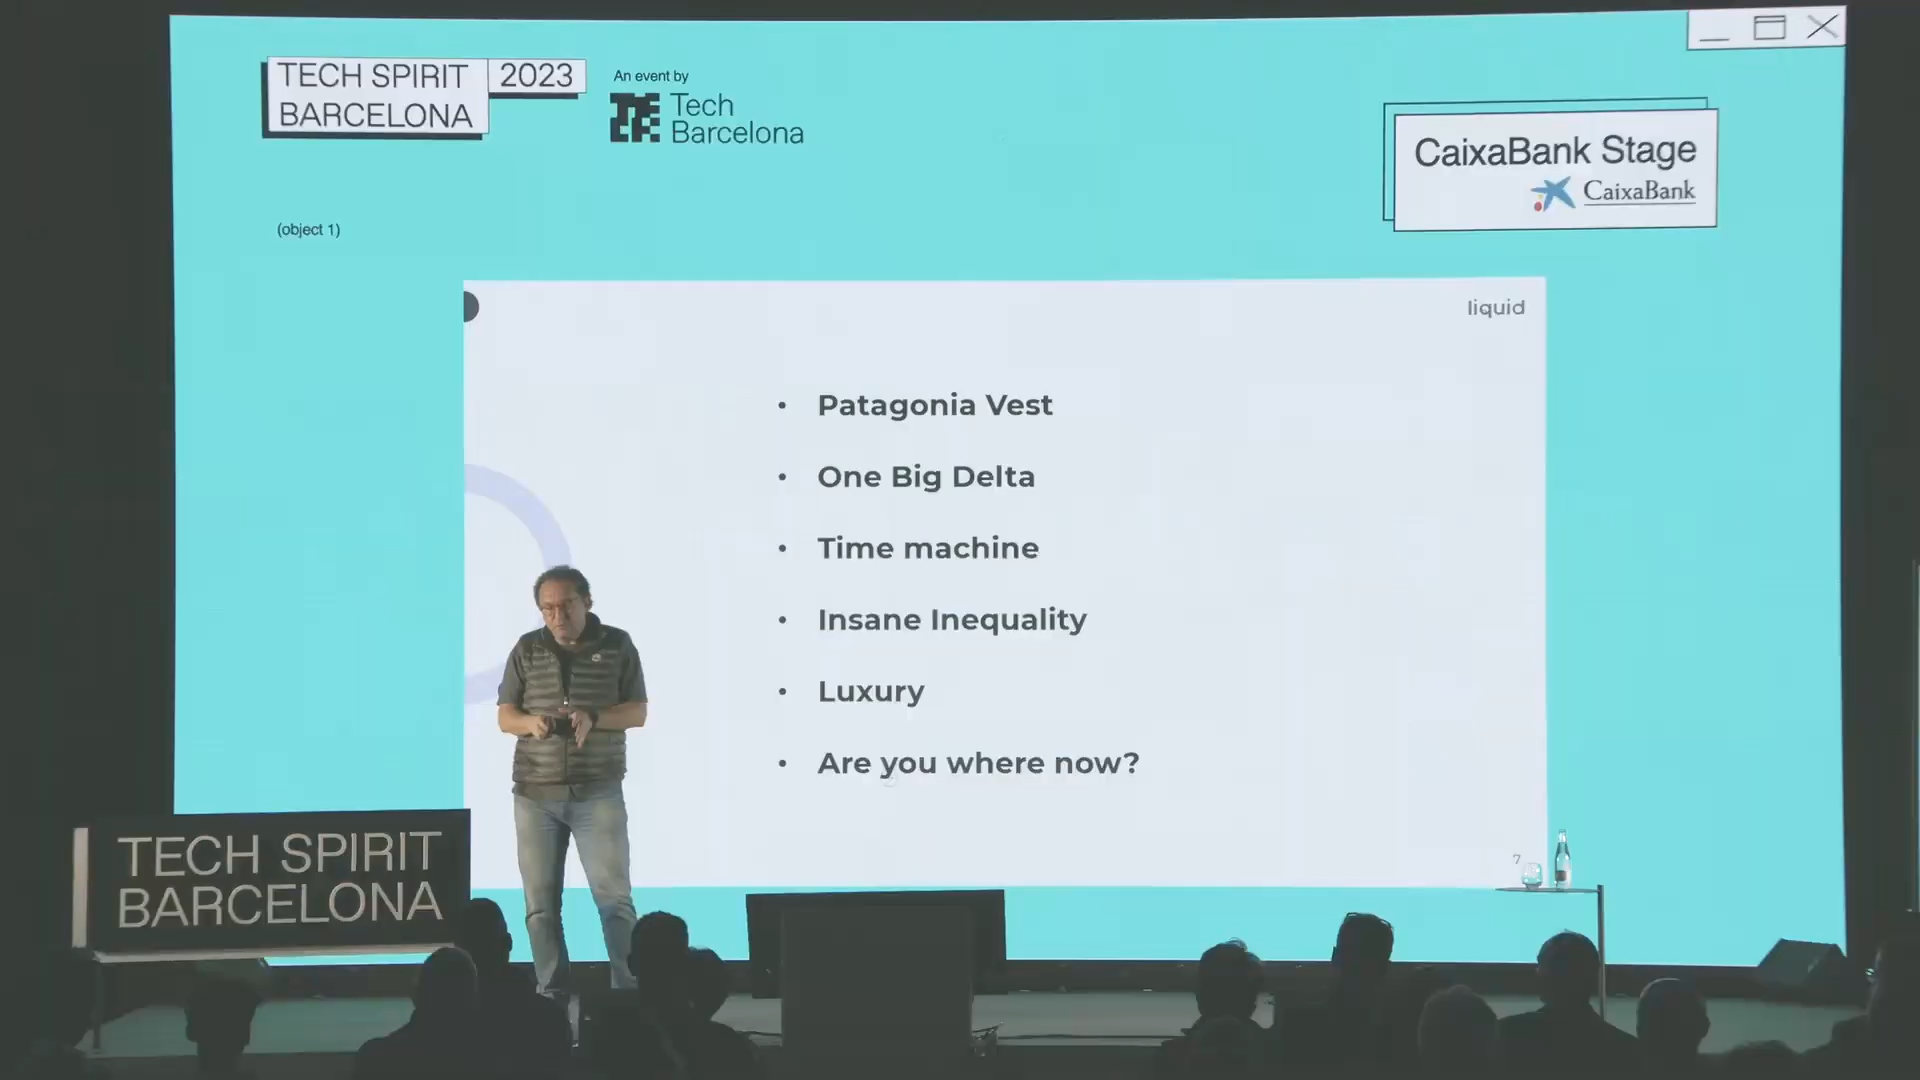 TECH SPIRIT
BARCELONA
2023
An event by
Tech
Barcelona
CaixaBank Stage
CaixaBank
(object 1)
liquid
• Patagonia Vest
• One Big Delta
• Time machine
• Insane Inequality
• Luxury
• Are you where now?
7
TECH SPIRIT
BARCELONA